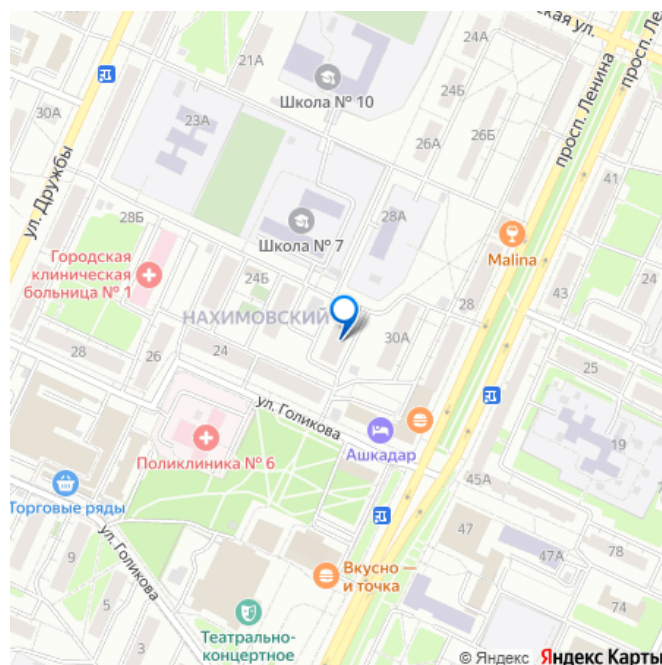 ская ул.
24А
просп. Ленина
просп. Ле
21А
Школа № 10
24Б
30А
23А
26А
26Б
41
ул. Дружбы
28Б
Школа № 7
28А
Malina
Городская
клиническая
больница № 1
24Б
28
43
НАХИМОВСКИЙ
30А
28
26
24
25
ул. Голикова
Ашкадар
19
Поликлиника № 6
45А
Торговые ряды
47
ул. Голикова
9
47А
78
Вкусно —
и точка
5
74
3
Театрально-
концертное
© Яндекс Яндекс Карты